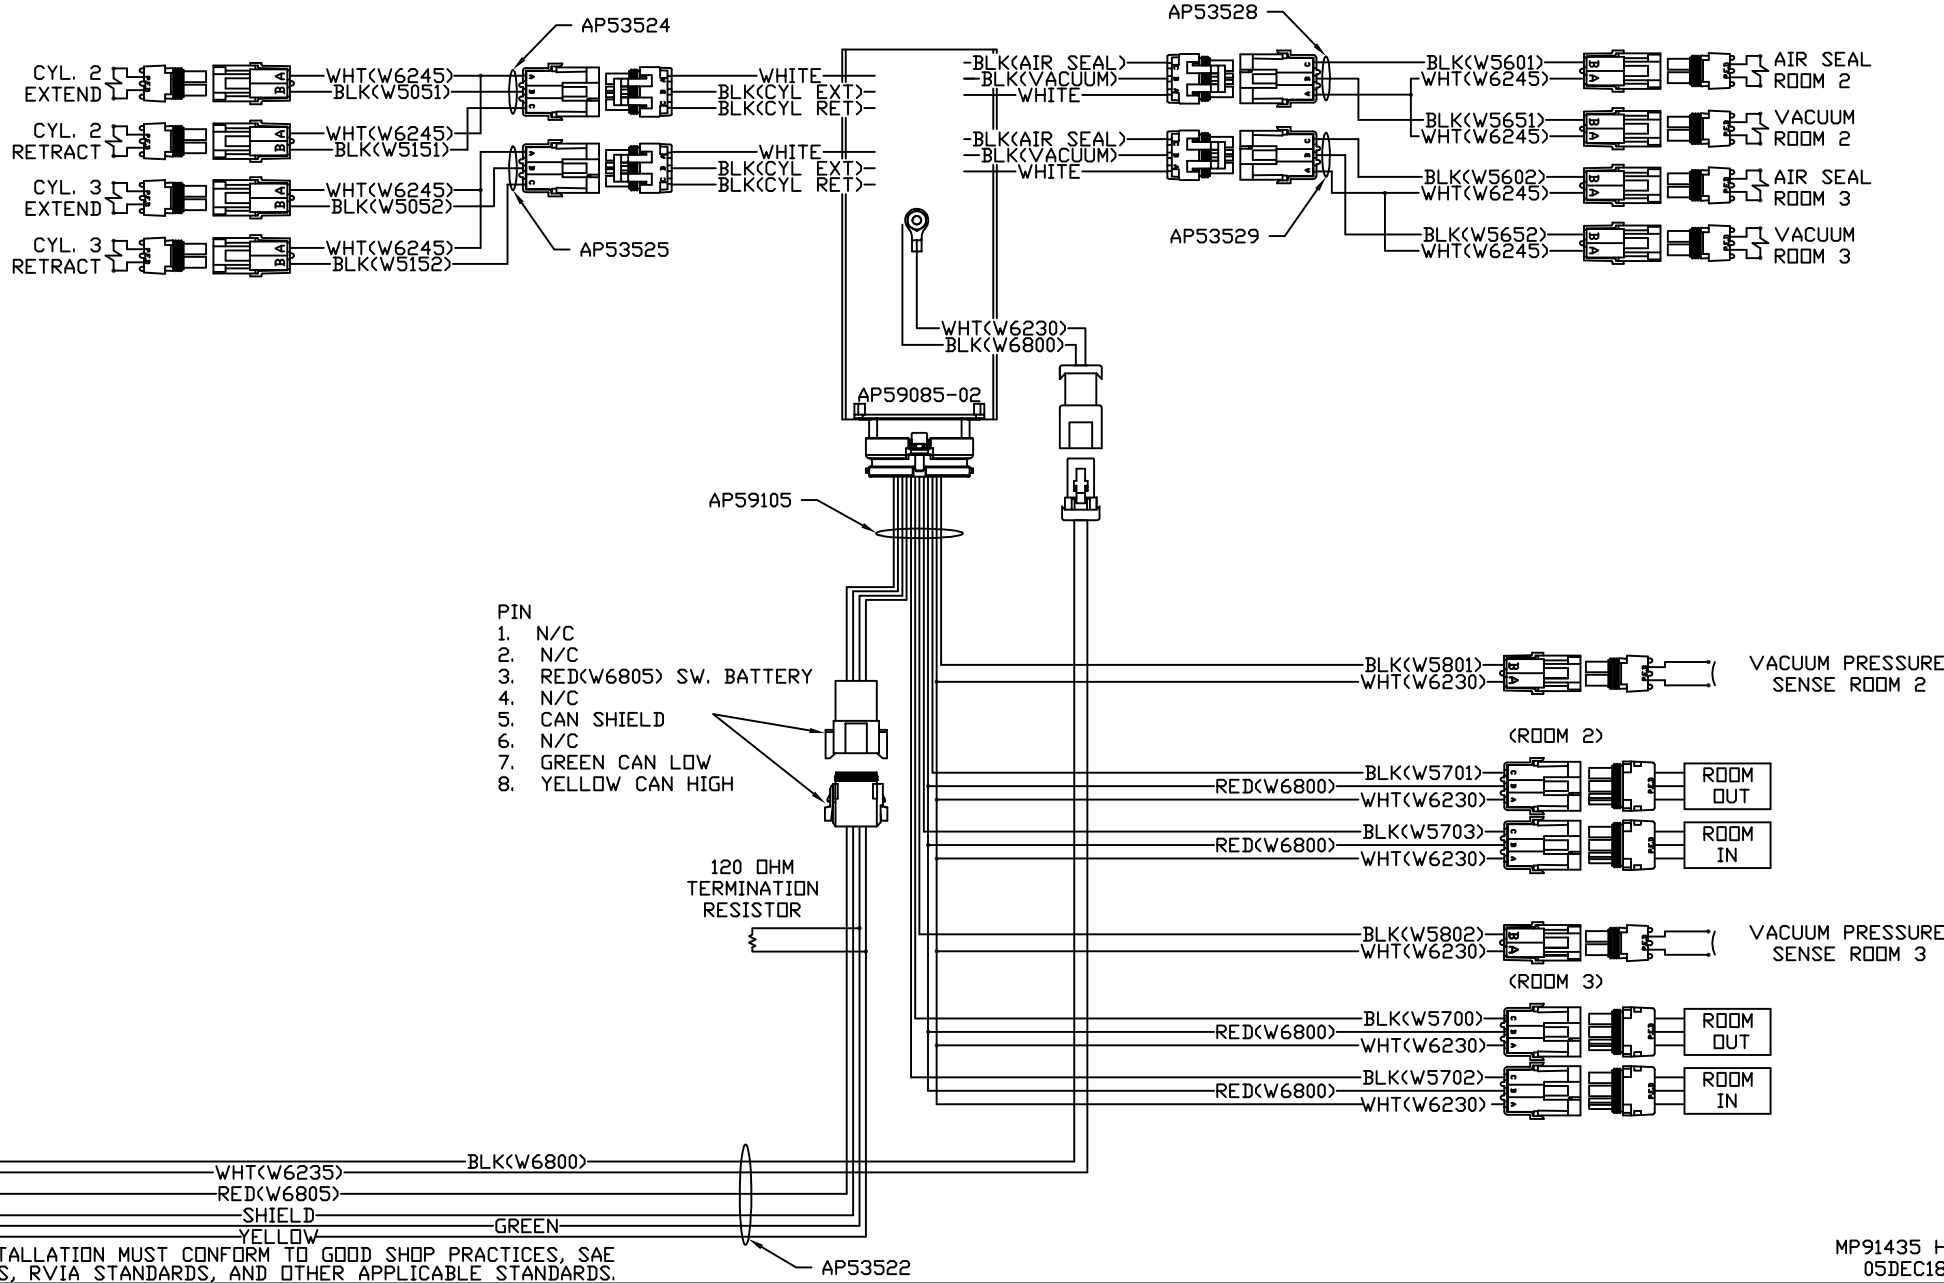 AP53524
CYL. 2
EXTEND
WHT(W6245)
BLK(W5051)
CYL. 2
RETRACT
WHT(W6245)
BLK(W5151)
CYL. 3
EXTEND
WHT(W6245)
BLK(W5052)
CYL. 3
RETRACT
WHT(W6245)
BLK(W5152)
AP53525
WHITE
BLK(CYL EXT)
BLK(CYL RET)
WHITE
BLK(CYL EXT)
BLK(CYL RET)
AP53528
BLK(AIR SEAL)
BLK(VACUUM)
WHITE
BLK(AIR SEAL)
BLK(VACUUM)
WHITE
AP53529
BLK(W5601)
WHT(W6245)
AIR SEAL
ROOM 2
BLK(W5651)
WHT(W6245)
VACUUM
ROOM 2
BLK(W5602)
WHT(W6245)
AIR SEAL
ROOM 3
BLK(W5652)
WHT(W6245)
VACUUM
ROOM 3
WHT(W6230)
BLK(W6800)
AP59085-02
AP59105
PIN
1. N/C
2. N/C
3. RED(W6805) SW. BATTERY
4. N/C
5. CAN SHIELD
6. N/C
7. GREEN CAN LOW
8. YELLOW CAN HIGH
120 OHM
TERMINATION
RESISTOR
BLK(W5801)
WHT(W6230)
VACUUM PRESSURE
SENSE ROOM 2
(ROOM 2)
BLK(W5701)
RED(W6800)
WHT(W6230)
ROOM
OUT
BLK(W5703)
RED(W6800)
WHT(W6230)
ROOM
IN
BLK(W5802)
WHT(W6230)
VACUUM PRESSURE
SENSE ROOM 3
(ROOM 3)
BLK(W5700)
RED(W6800)
WHT(W6230)
ROOM
OUT
BLK(W5702)
RED(W6800)
WHT(W6230)
ROOM
IN
BLK(W6800)
WHT(W6235)
RED(W6805)
SHIELD
GREEN
YELLOW
AP53522
TALLATION MUST CONFORM TO GOOD SHOP PRACTICES, SAE
S, RVIA STANDARDS, AND OTHER APPLICABLE STANDARDS.
MP91435 H
05DEC18